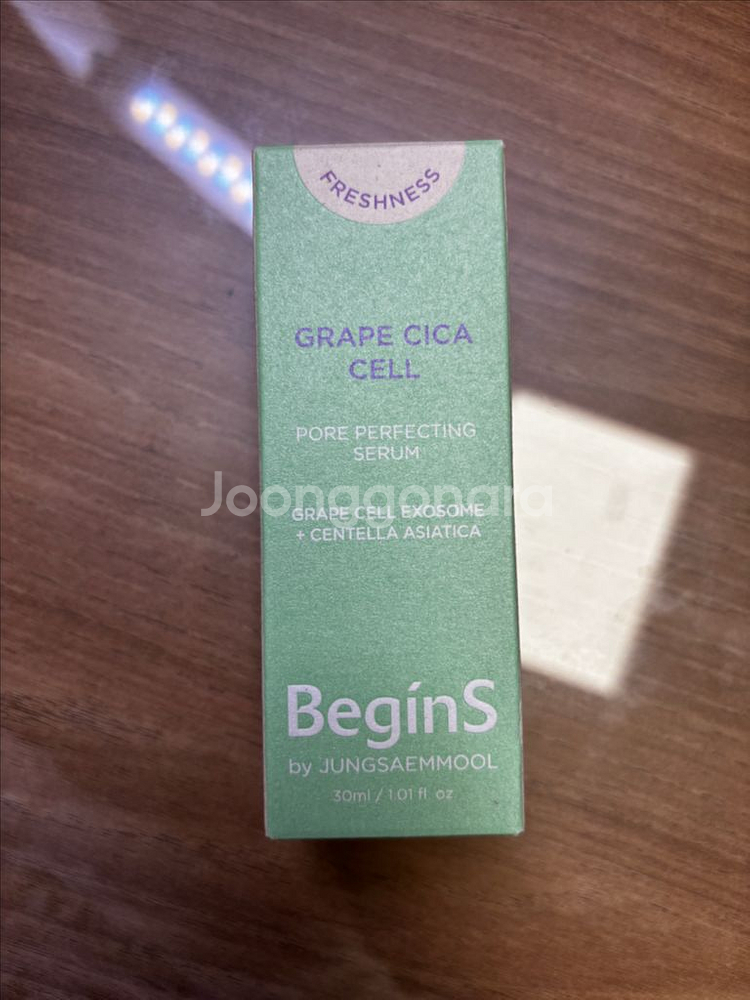 FRESHNESS
GRAPE CICA
CELL
PORE PERFECTING
SERUM
Joonggonara
GRAPE CELL EXOSOME
+ CENTELLA ASIATICA
BegínS
by JUNGSAEMMOOL
30ml / 1.01 fl oz